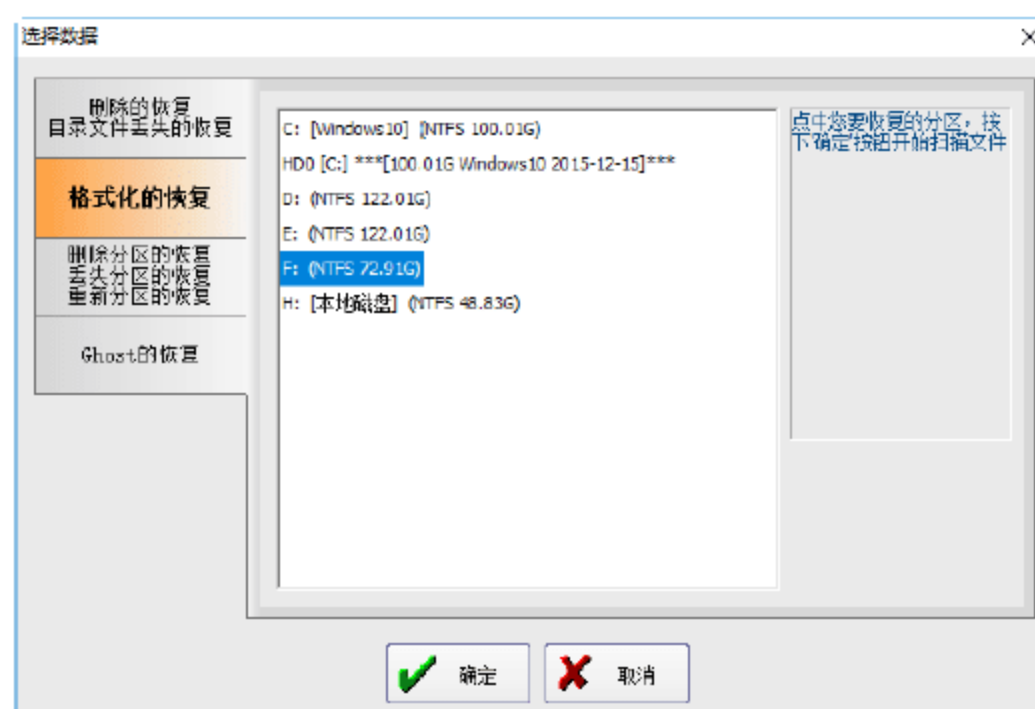 选择数据
删除的恢复
目录文件丢失的恢复
格式化的恢复
删除分区的恢复
丢失分区的恢复
重新分区的恢复
Ghost的恢复
C: [Windows10] (NTFS 100.01G)
HD0 [C:] ***[100.01G Windows10 2015-12-15]***
D: (NTFS 122.01G)
E: (NTFS 122.01G)
F: (NTFS 72.91G)
H: [本地磁盘] (NTFS 48.83G)
点中您要恢复的分区，按
下确定按钮开始扫描文件
确定
取消